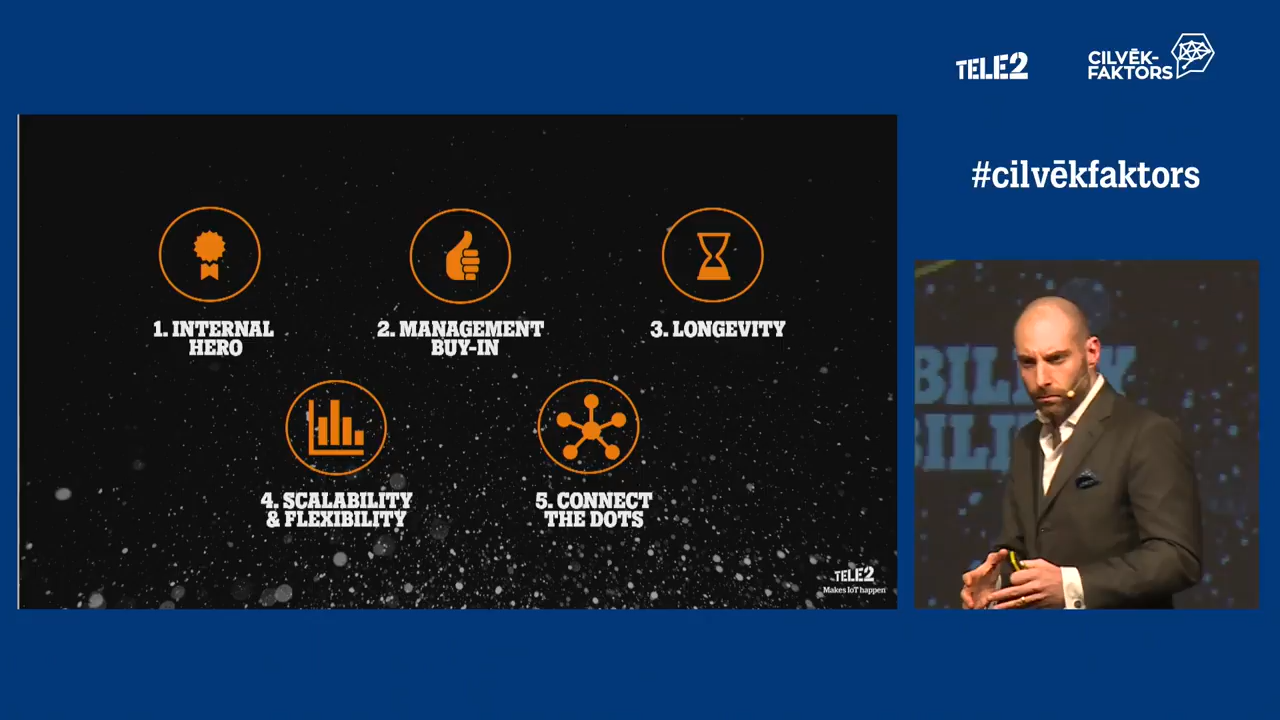 TELE2
CILVĒK-
FAKTORS
#cilvēkfaktors
1. INTERNAL
HERO
2. MANAGEMENT
BUY-IN
3. LONGEVITY
4. SCALABILITY
& FLEXIBILITY
5. CONNECT
THE DOTS
TELE2
Makes IoT happen